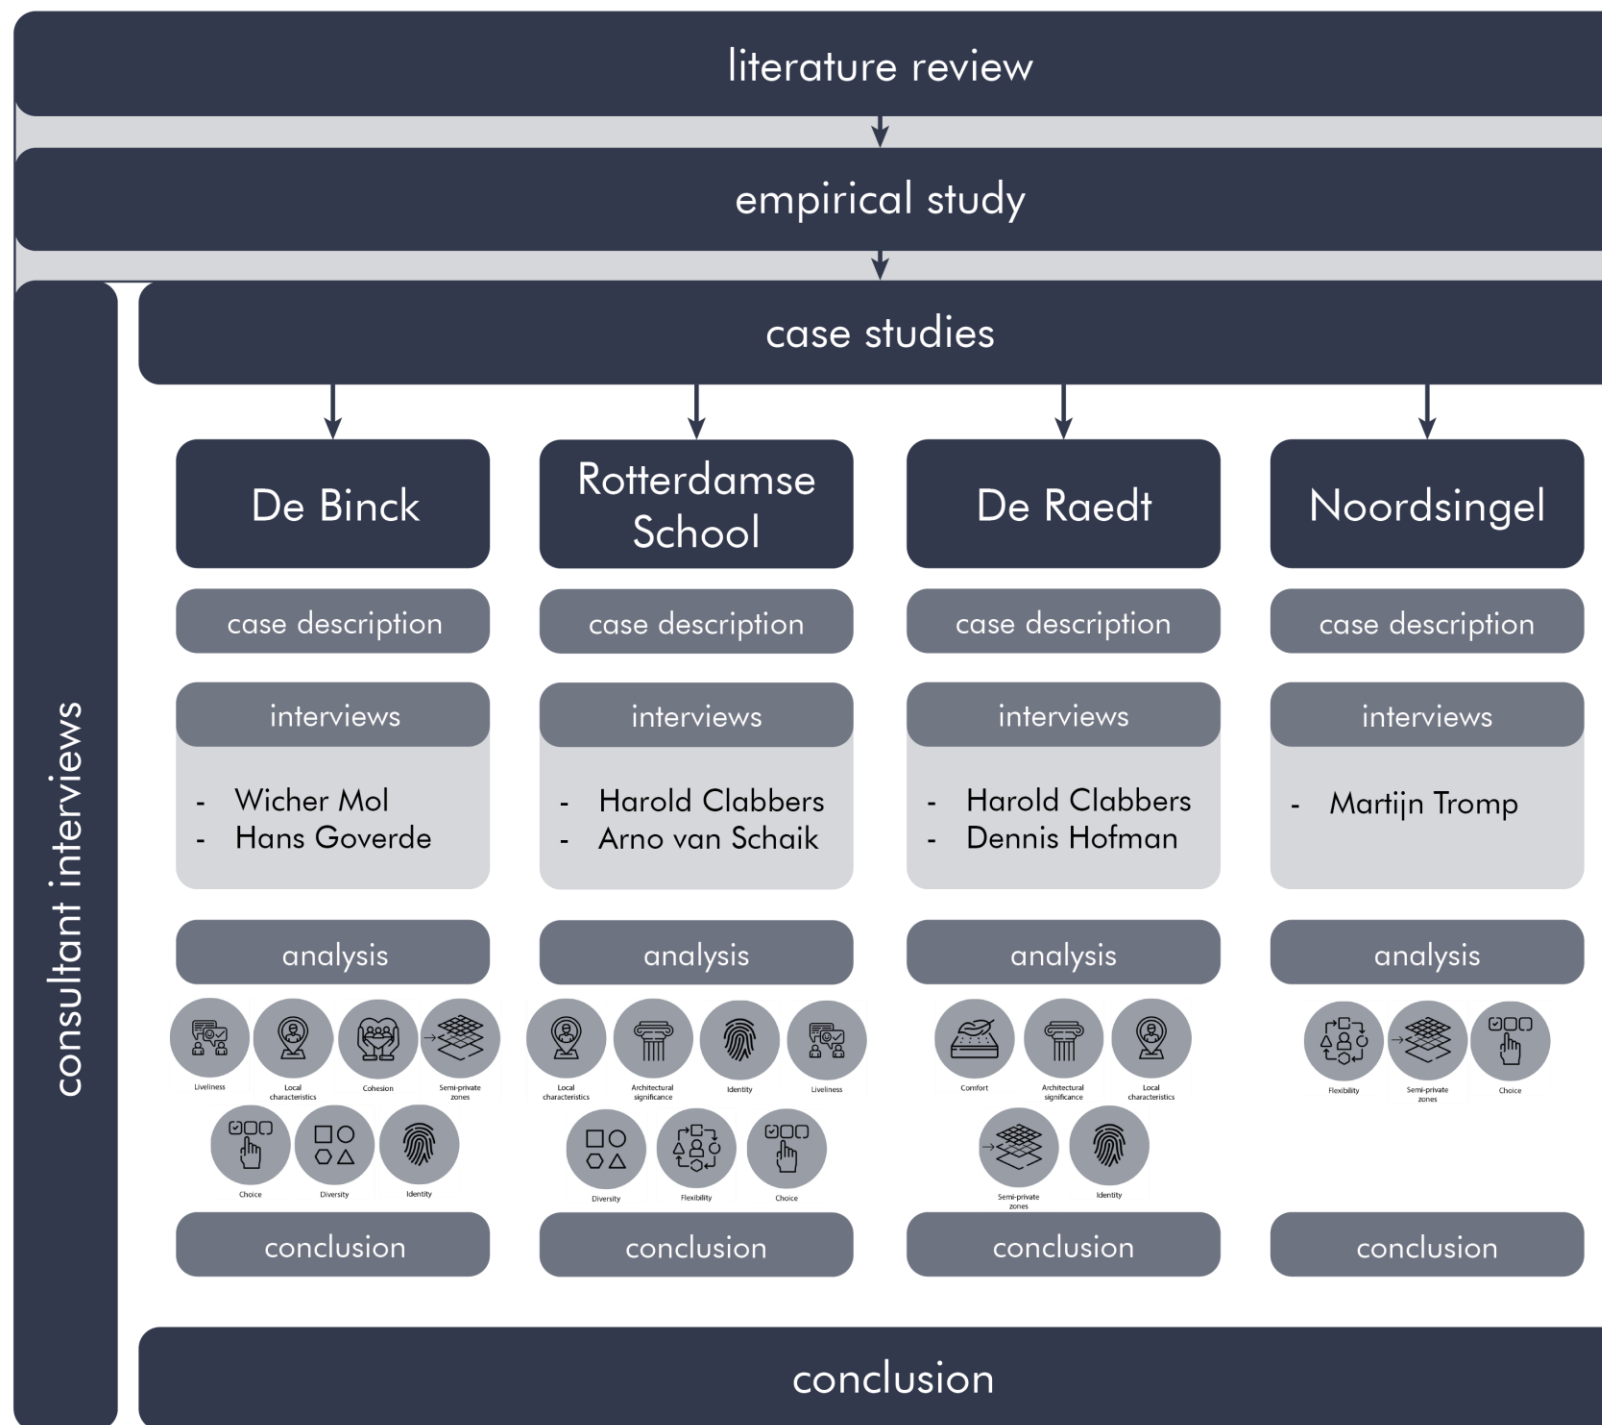 literature review
empirical study
case studies
consultant interviews
De Binck
case description
interviews
- Wicher Mol
- Hans Goverde
analysis
Liveliness
Local
characteristics
Cohesion
Semi-private
zones
Choice
Diversity
Identity
conclusion
Rotterdamse
School
case description
interviews
- Harold Clabbers
- Arno van Schaik
analysis
Local
characteristics
Architectural
significance
Identity
Liveliness
Diversity
Flexibility
Choice
conclusion
De Raedt
case description
interviews
- Harold Clabbers
- Dennis Hofman
analysis
Comfort
Architectural
significance
Local
characteristics
Semi-private
zones
Identity
conclusion
Noordsingel
case description
interviews
- Martijn Tromp
analysis
Flexibility
Semi-private
zones
Choice
conclusion
conclusion